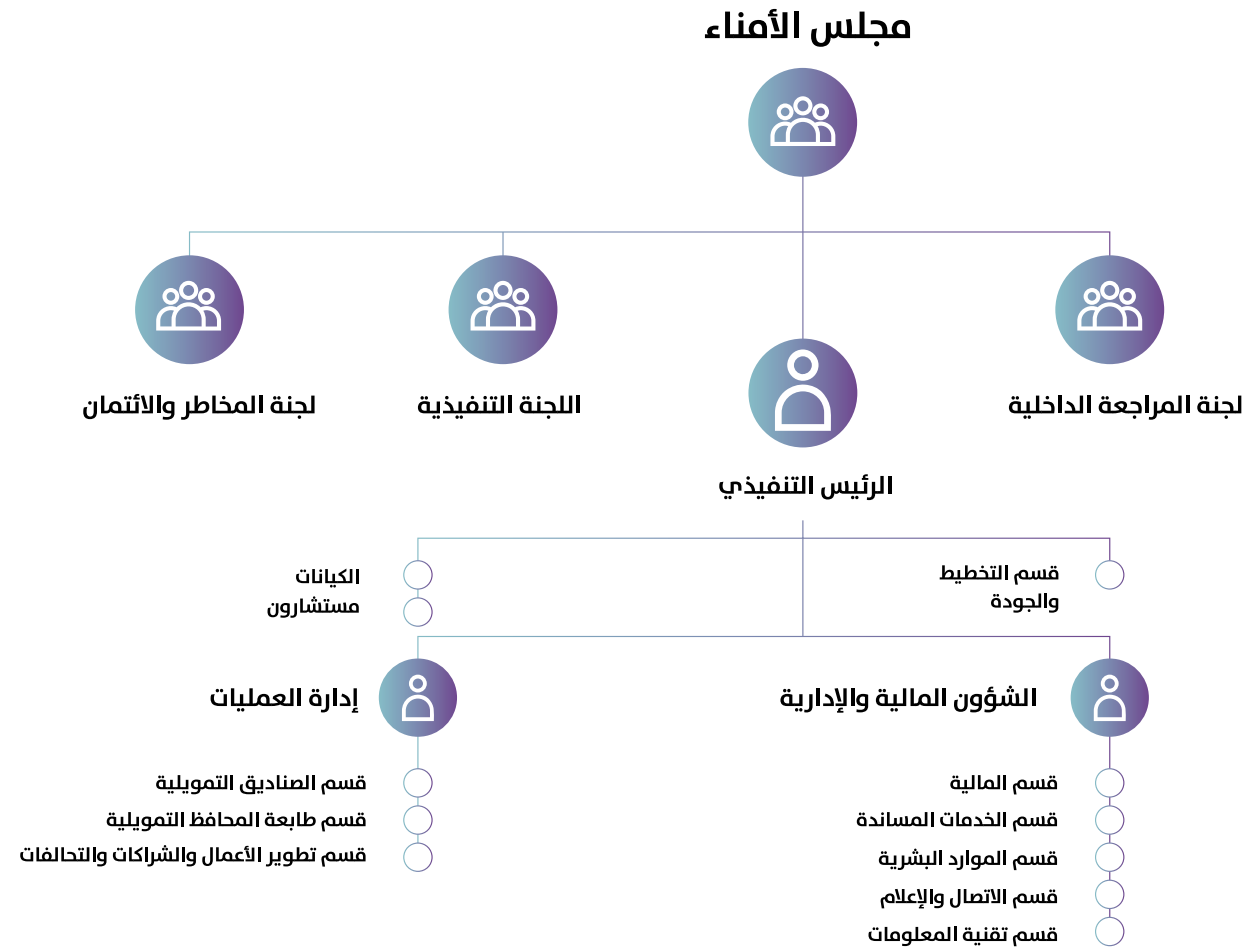 مجلس الأمناء
لجنة المراجعة الداخلية
اللجنة التنفيذية
لجنة المخاطر والائتمان
الرئيس التنفيذي
قسم التخطيط
والجودة
الكيانات
مستشارون
الشؤون المالية والإدارية
قسم المالية
قسم الخدمات المساندة
قسم الموارد البشرية
قسم الاتصال والإعلام
قسم تقنية المعلومات
إدارة العمليات
قسم الصناديق التمويلية
قسم طابعة المحافظ التمويلية
قسم تطوير الأعمال والشراكات والتحالفات